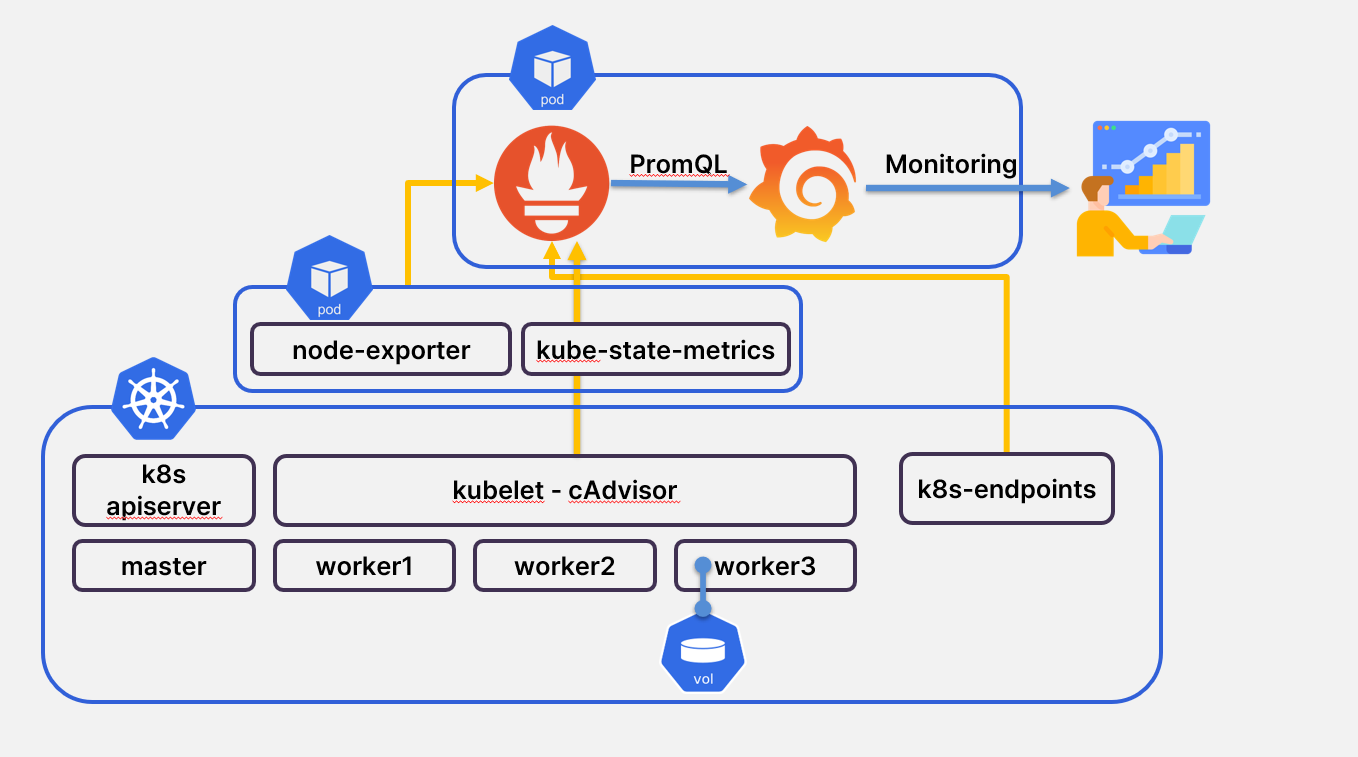 pod
PromQL
Monitoring
pod
node-exporter
kube-state-metrics
k8s
apiserver
kubelet - cAdvisor
k8s-endpoints
master
worker1
worker2
worker3
vol